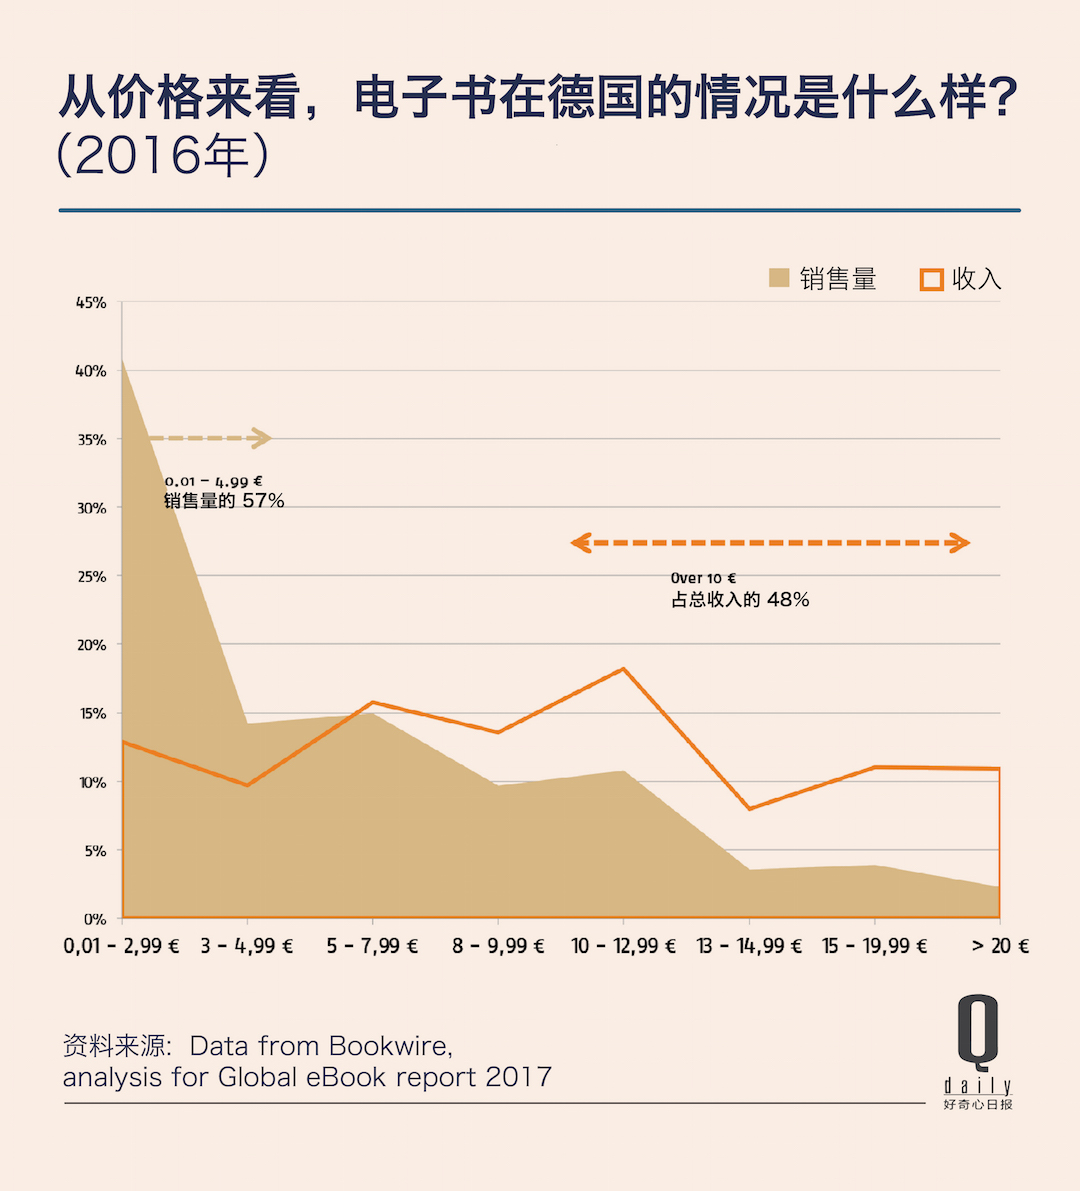 从价格来看，电子书在德国的情况是什么样？
（2016年）
销售量 收入
45%
40%
35%
0.01 – 4.99 €
销售量的 57%
30%
Over 10 €
25%
占总收入的 48%
20%
15%
10%
5%
0%
0,01 – 2,99 € 3 – 4,99 € 5 – 7,99 € 8 – 9,99 € 10 – 12,99 € 13 – 14,99 € 15 – 19,99 € > 20 €
资料来源: Data from Bookwire,
analysis for Global eBook report 2017
Q
daily
好奇心日报